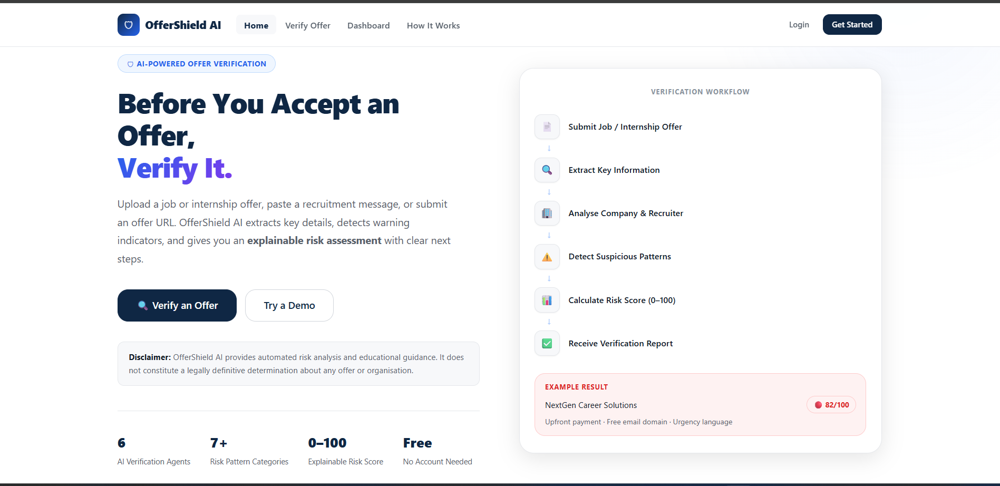 OfferShield AI
Home
Verify Offer
Dashboard
How It Works
Login
Get Started
AI-POWERED OFFER VERIFICATION
Before You Accept an
Offer,
Verify It.
Upload a job or internship offer, paste a recruitment message, or submit
an offer URL. OfferShield AI extracts key details, detects warning
indicators, and gives you an explainable risk assessment with clear next
steps.
Verify an Offer
Try a Demo
Disclaimer: OfferShield AI provides automated risk analysis and educational guidance. It does
not constitute a legally definitive determination about any offer or organisation.
6
AI Verification Agents
7+
Risk Pattern Categories
0–100
Explainable Risk Score
Free
No Account Needed
VERIFICATION WORKFLOW
Submit Job / Internship Offer
↓
Extract Key Information
↓
Analyse Company & Recruiter
↓
Detect Suspicious Patterns
↓
Calculate Risk Score (0–100)
↓
Receive Verification Report
EXAMPLE RESULT
NextGen Career Solutions
82/100
Upfront payment · Free email domain · Urgency language